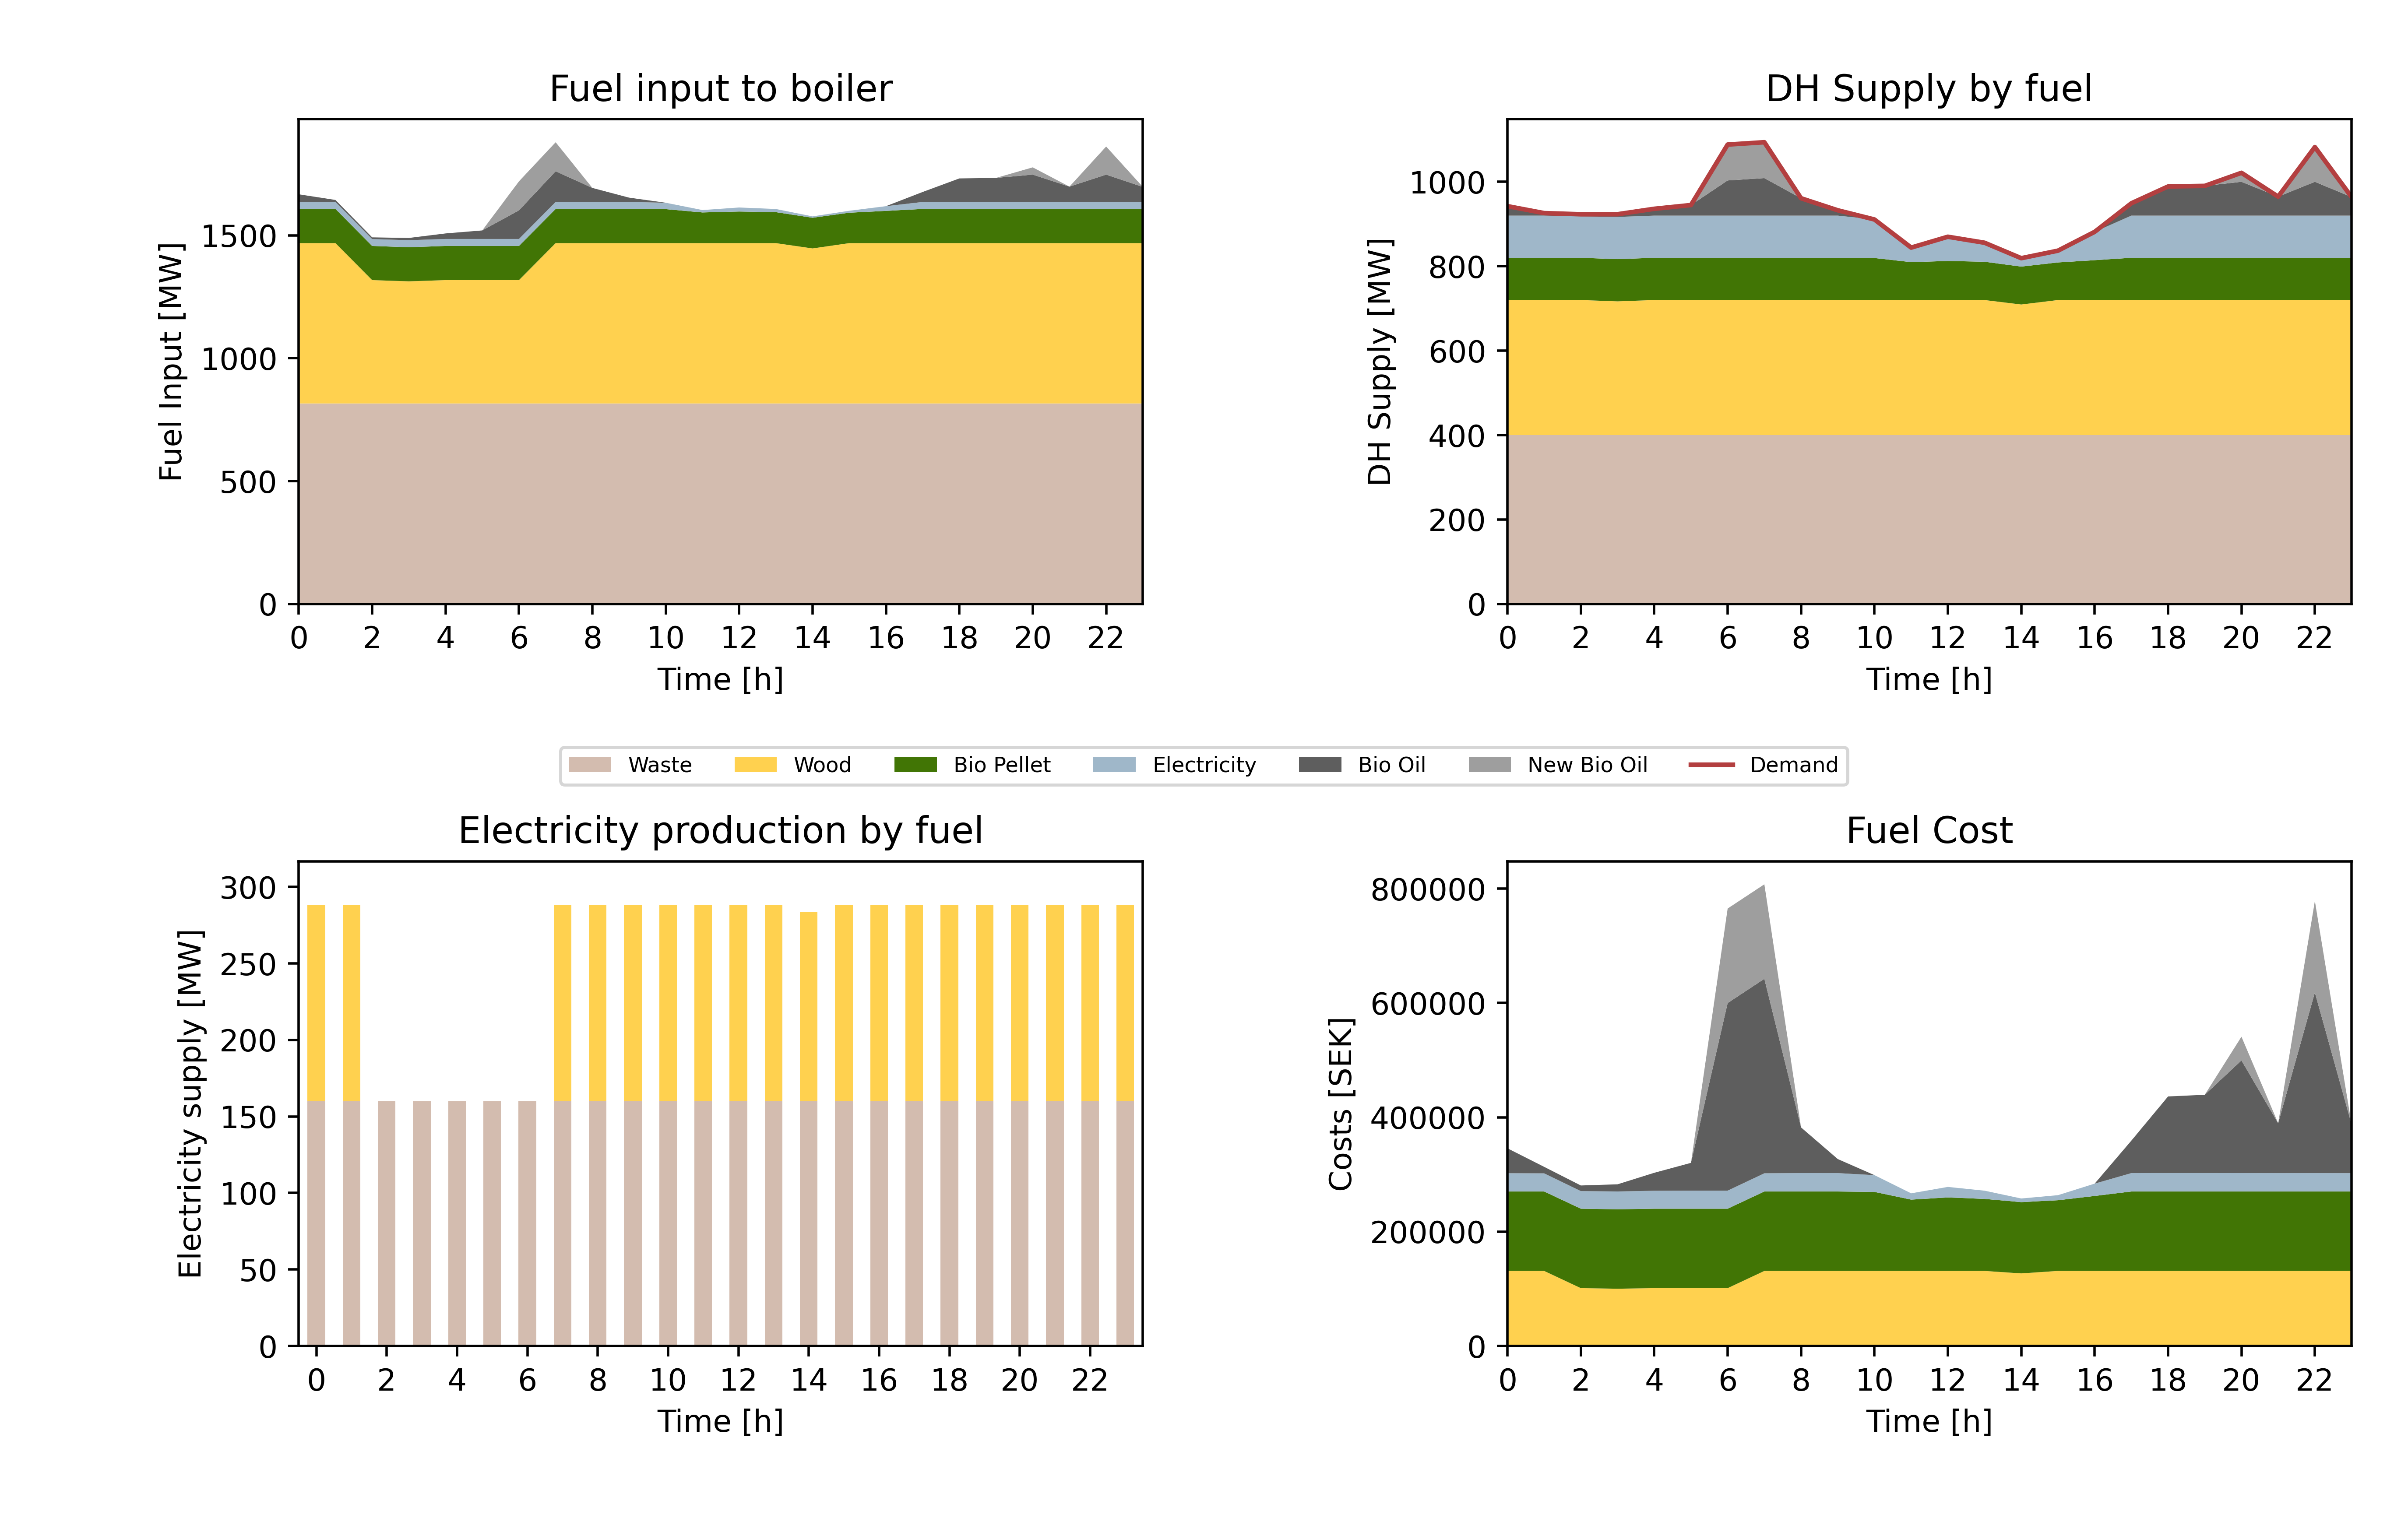 Fuel input to boiler
Fuel Input [MW]
1500
1000
500
0
0 2 4 6 8 10 12 14 16 18 20 22
Time [h]
DH Supply by fuel
DH Supply [MW]
1000
800
600
400
200
0
0 2 4 6 8 10 12 14 16 18 20 22
Time [h]
Waste Wood Bio Pellet Electricity Bio Oil New Bio Oil Demand
Electricity production by fuel
Electricity supply [MW]
300
250
200
150
100
50
0
0 2 4 6 8 10 12 14 16 18 20 22
Time [h]
Fuel Cost
Costs [SEK]
800000
600000
400000
200000
0
0 2 4 6 8 10 12 14 16 18 20 22
Time [h]